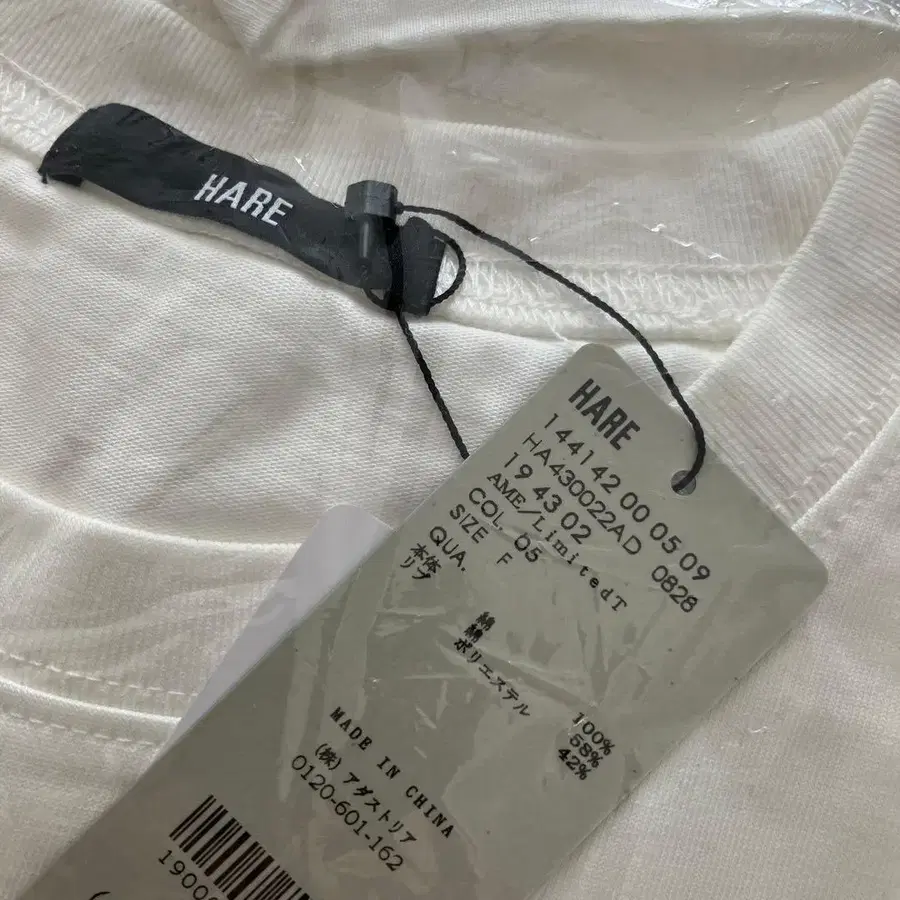 HARE
HARE
144142 00 05 09
HA430022AD 0828
19 43 02
AME/LimitedT
COL. 05
SIZE F
QUA.
本体 綿 100%
リブ 綿 58%
ポリエステル 42%
MADE IN CHINA
(株) アダストリア
0120-601-162